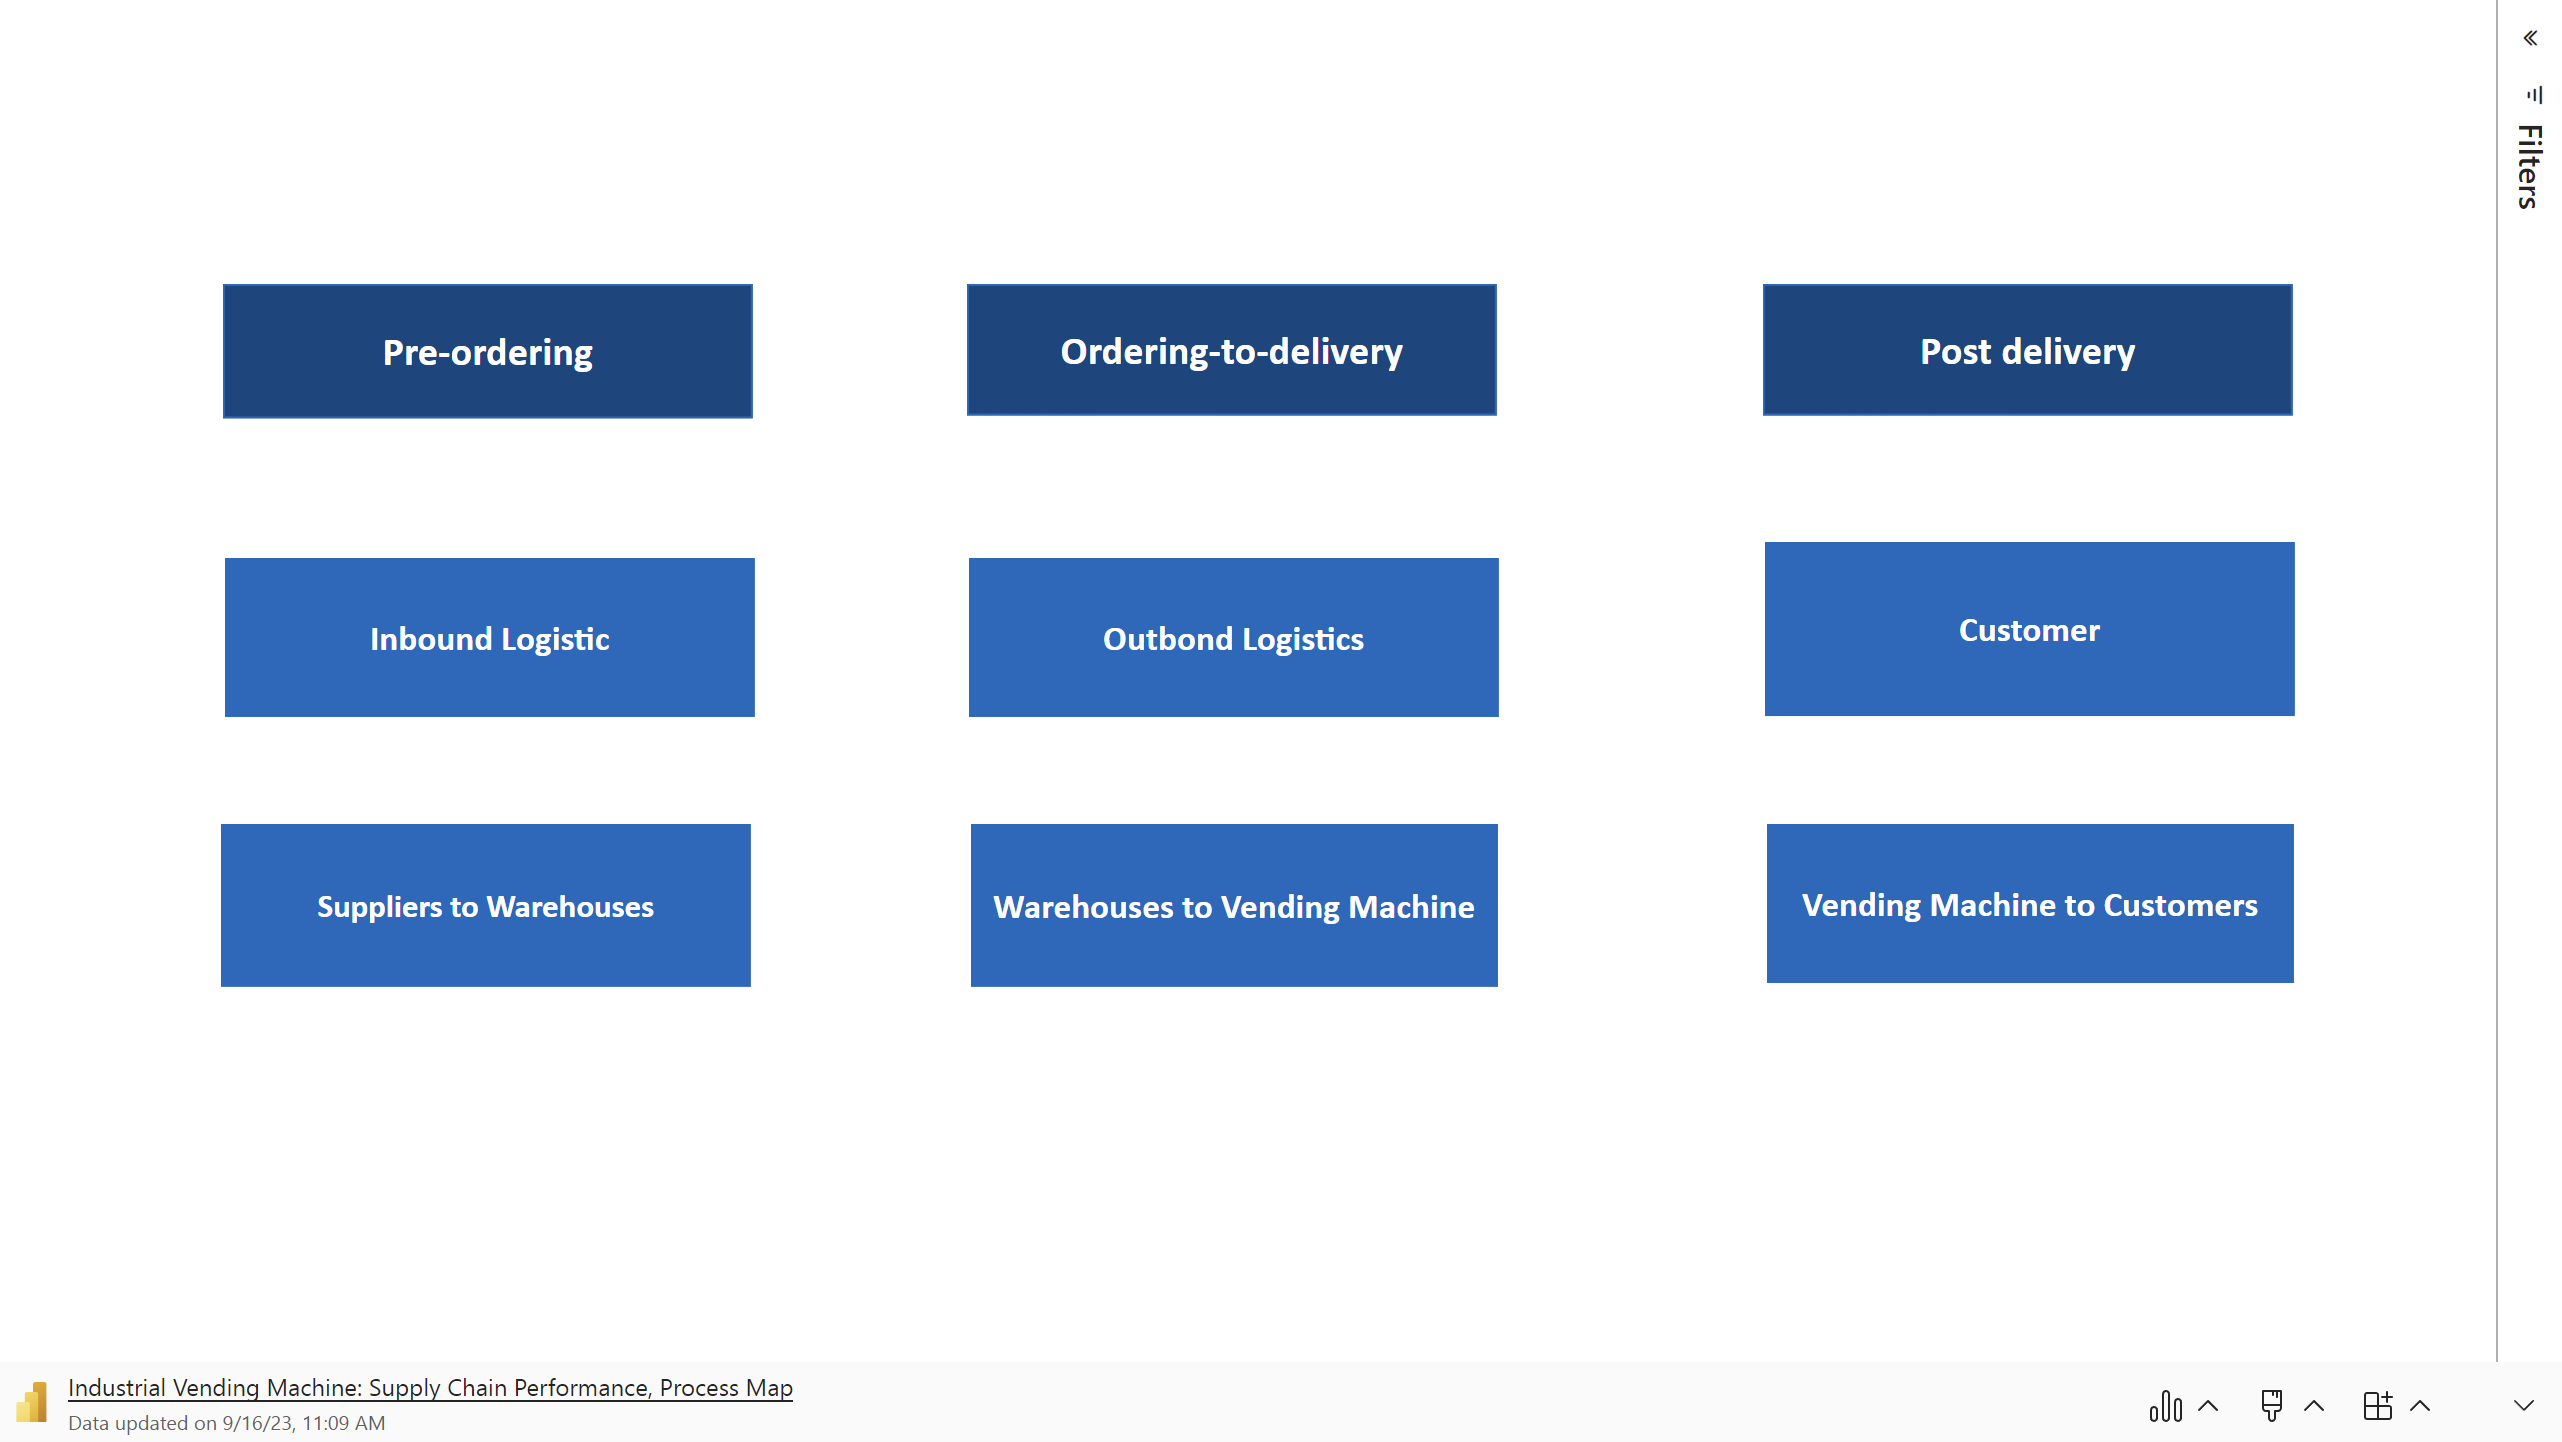 Filters
Pre-ordering
Ordering-to-delivery
Post delivery
Inbound Logistic
Outbond Logistics
Customer
Suppliers to Warehouses
Warehouses to Vending Machine
Vending Machine to Customers
Industrial Vending Machine: Supply Chain Performance, Process Map
Data updated on 9/16/23, 11:09 AM